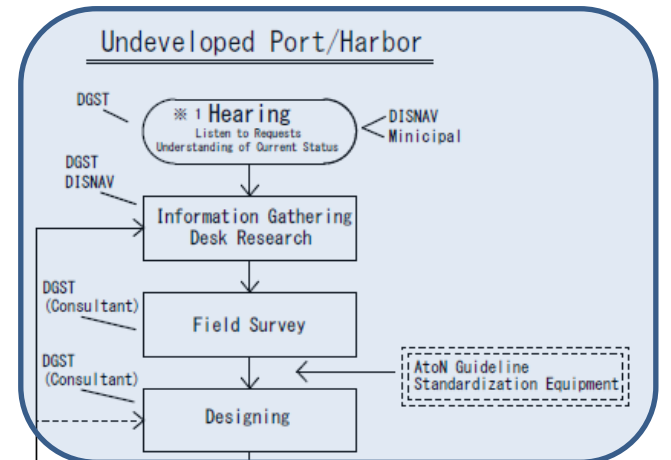 Undeveloped Port/Harbor
DGST
※ 1 Hearing
Listen to Requests
Understanding of Current Status
DISNAV
Minicipal
DGST
DISNAV
Information Gathering
Desk Research
DGST
(Consultant)
Field Survey
DGST
(Consultant)
AtoN Guideline
Standardization Equipment
Designing